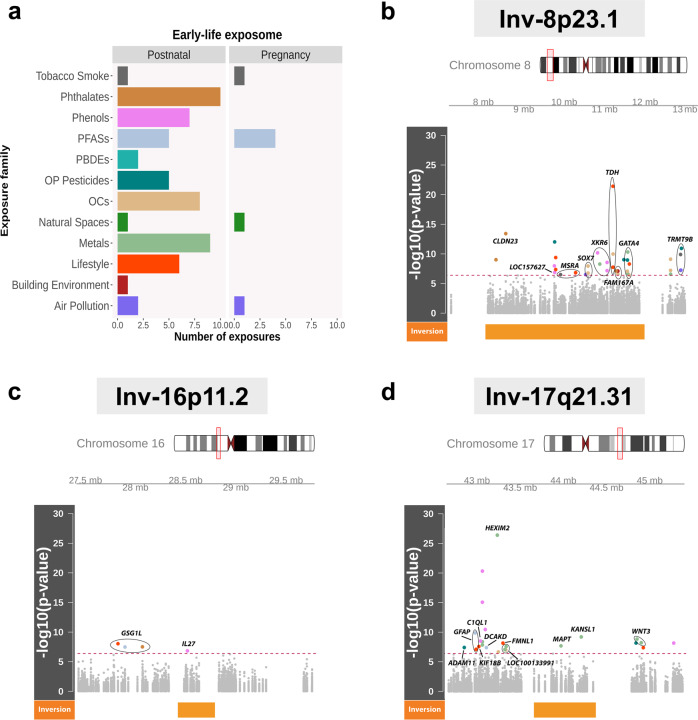 a
Early-life exposome
Postnatal
Pregnancy
Exposure family
Tobacco Smoke
Phthalates
Phenols
PFASs
PBDEs
OP Pesticides
OCs
Natural Spaces
Metals
Lifestyle
Building Environment
Air Pollution
0.0 2.5 5.0 7.5 10.0 0.0 2.5 5.0 7.5 10.0
Number of exposures
b
Inv-8p23.1
Chromosome 8
8 mb 9 mb 10 mb 11 mb 12 mb 13 mb
-log10(p-value)
30
25
20
15
10
5
0
TDH
CLDN23
XKR6
GATA4
TRMT9B
SOX7
LOC157627
MSRA
FAM167A
Inversion
c
Inv-16p11.2
Chromosome 16
27.5 mb 28 mb 28.5 mb 29 mb 29.5 mb
-log10(p-value)
30
25
20
15
10
5
0
GSG1L
IL27
Inversion
d
Inv-17q21.31
Chromosome 17
43 mb 43.5 mb 44 mb 44.5 mb 45 mb
-log10(p-value)
30
25
20
15
10
5
0
HEXIM2
C1QL1
GFAP
DCAKD
FMNL1
MAPT
KANSL1
WNT3
ADAM11
KIF18B
LOC100133991
Inversion